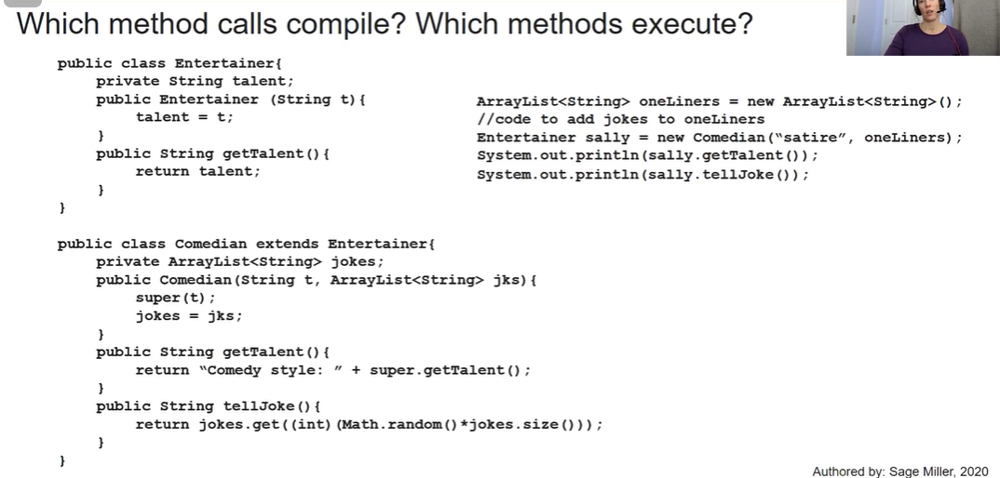 Which method calls compile? Which methods execute?
public class Entertainer{
private String talent;
public Entertainer (String t){
talent = t;
}
public String getTalent(){
return talent;
}
}
ArrayList<String> oneLiners = new ArrayList<String>();
//code to add jokes to oneLiners
Entertainer sally = new Comedian(“satire”, oneLiners);
System.out.println(sally.getTalent());
System.out.println(sally.tellJoke());
public class Comedian extends Entertainer{
private ArrayList<String> jokes;
public Comedian(String t, ArrayList<String> jks){
super(t);
jokes = jks;
}
public String getTalent(){
return “Comedy style: ” + super.getTalent();
}
public String tellJoke(){
return jokes.get((int)(Math.random()*jokes.size()));
}
}
Authored by: Sage Miller, 2020